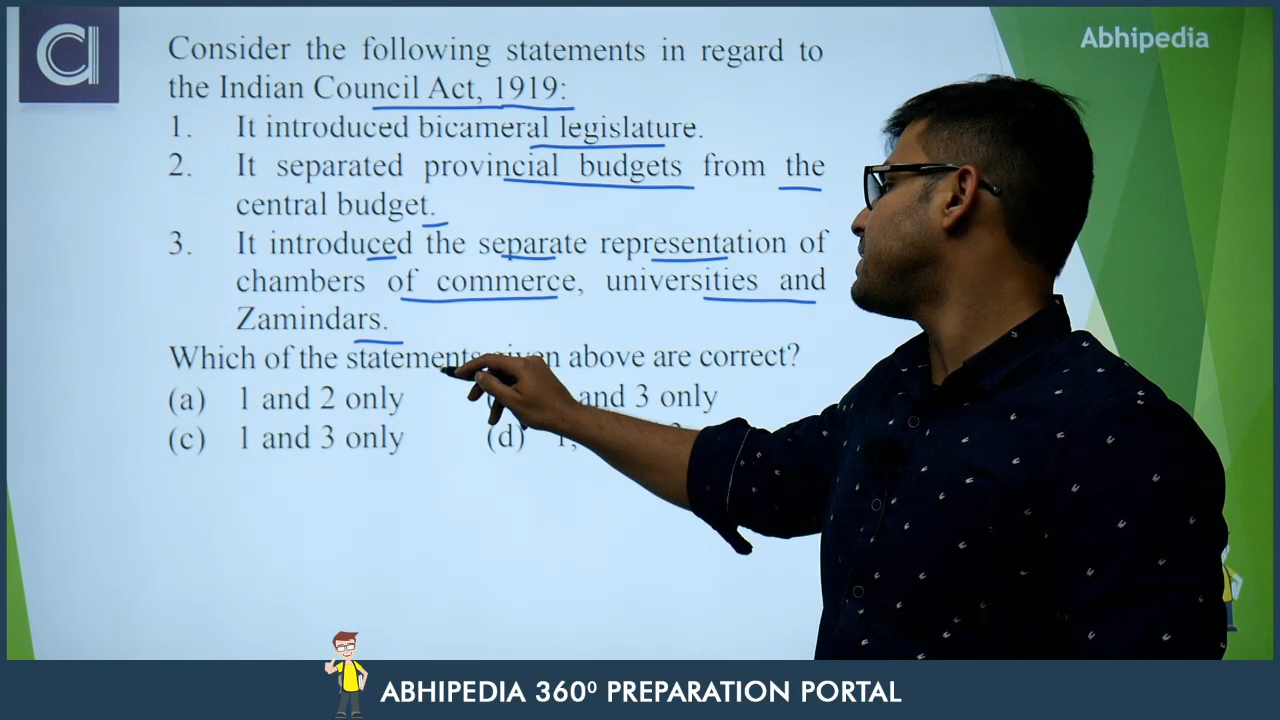 Abhipedia
Consider the following statements in regard to
the Indian Council Act, 1919:
1. It introduced bicameral legislature.
2. It separated provincial budgets from the
central budget.
3. It introduced the separate representation of
chambers of commerce, universities and
Zamindars.
Which of the statements given above are correct?
(a) 1 and 2 only and 3 only
(c) 1 and 3 only (d) 1,
ABHIPEDIA 360⁰ PREPARATION PORTAL